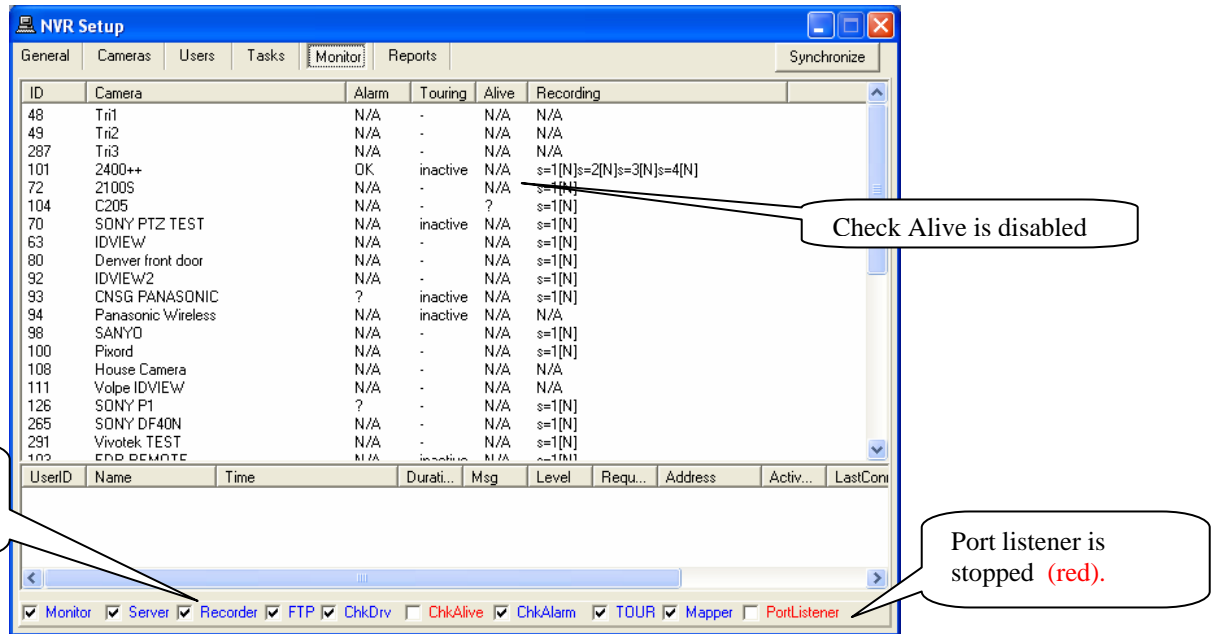 NVR Setup
General Cameras Users Tasks Monitor Reports Synchronize
ID Camera Alarm Touring Alive Recording
48 Tri1 N/A - N/A N/A
49 Tri2 N/A - N/A N/A
287 Tri3 N/A - N/A N/A
101 2400++ OK inactive N/A s=1[N]s=2[N]s=3[N]s=4[N]
72 2100S N/A - N/A s=1[N]
104 C205 N/A - ? s=1[N]
70 SONY PTZ TEST N/A inactive N/A s=1[N]
63 IDVIEW N/A - N/A s=1[N]
80 Denver front door N/A - N/A s=1[N]
92 IDVIEW2 N/A - N/A s=1[N]
93 CNSG PANASONIC ? inactive N/A s=1[N]
94 Panasonic Wireless N/A inactive N/A N/A
98 SANYO N/A - N/A s=1[N]
100 Pixord N/A - N/A s=1[N]
108 House Camera N/A - N/A N/A
111 Volpe IDVIEW N/A - N/A N/A
126 SONY P1 ? - N/A s=1[N]
265 SONY DF40N N/A - N/A s=1[N]
291 Vivotek TEST N/A - N/A s=1[N]
N/A inactive N/A s=1[N]
Check Alive is disabled
UserID Name Time Durati... Msg Level Requ... Address Activ... LastConn
Port listener is
stopped (red).
Monitor Server Recorder FTP ChkDrv ChkAlive ChkAlarm TOUR Mapper PortListener